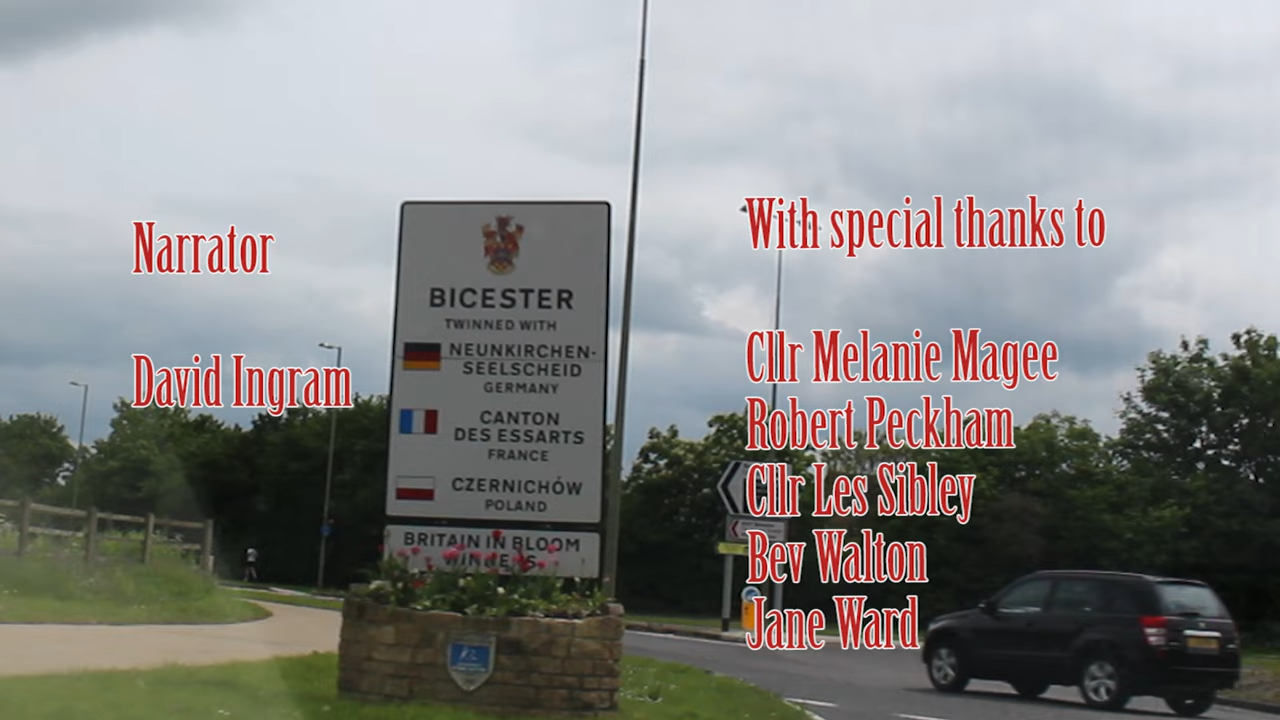 Narrator
David Ingram
BICESTER
TWINNED WITH
NEUNKIRCHEN-
SEELSCHEID
GERMANY
CANTON
DES ESSARTS
FRANCE
CZERNICHÓW
POLAND
BRITAIN IN BLOOM
WINNERS
With special thanks to
Cllr Melanie Magee
Robert Peckham
Cllr Les Sibley
Bev Walton
Jane Ward